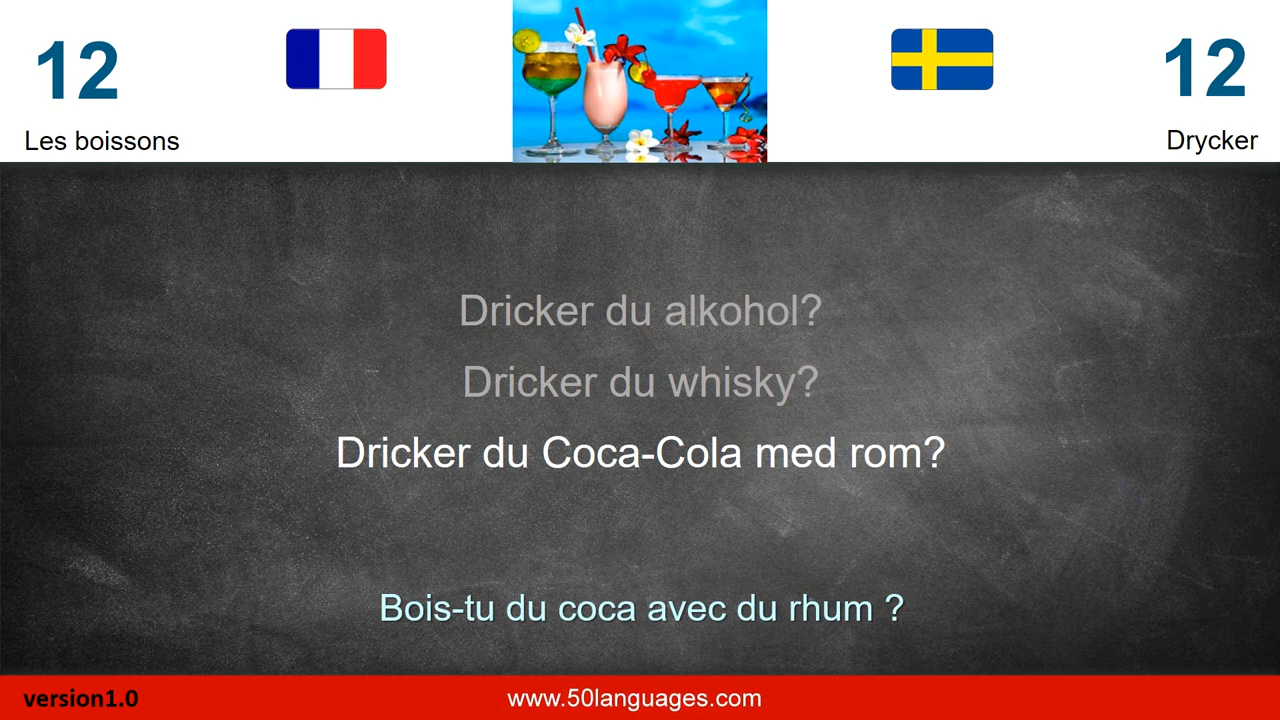 12
12
Les boissons
Drycker
Dricker du alkohol?
Dricker du whisky?
Dricker du Coca-Cola med rom?
Bois-tu du coca avec du rhum ?
version1.0
www.50languages.com